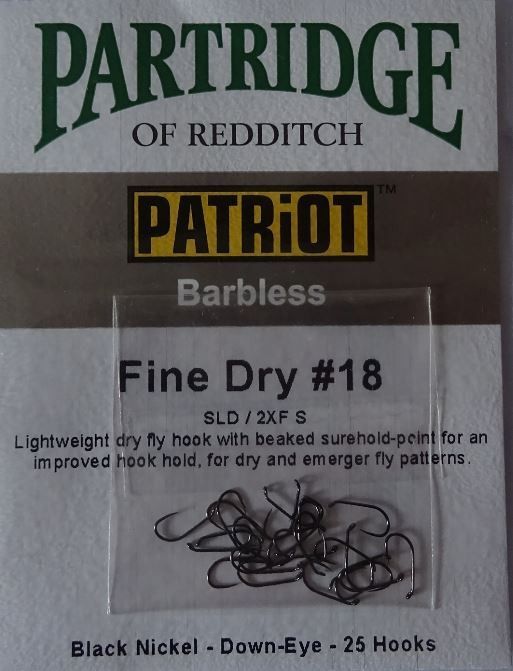 PARTRIDGE
OF REDDITCH
PATRiOT™
Barbless
Fine Dry #18
SLD / 2XF S
Lightweight dry fly hook with beaked surehold-point for an
improved hook hold, for dry and emerger fly patterns.
Black Nickel - Down-Eye - 25 Hooks